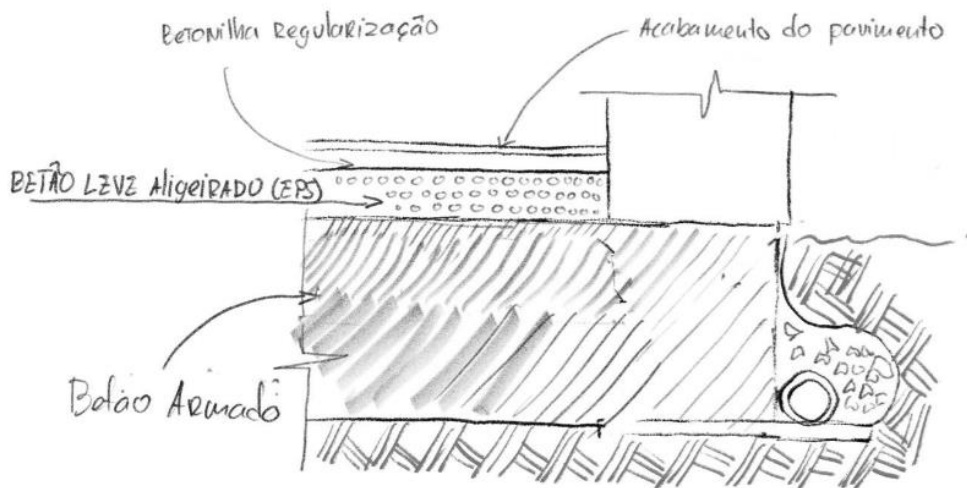 Betonilha Regularização
Acabamento do pavimento
BETÃO LEVE AligeiRADO (EPS)
Betão Armado